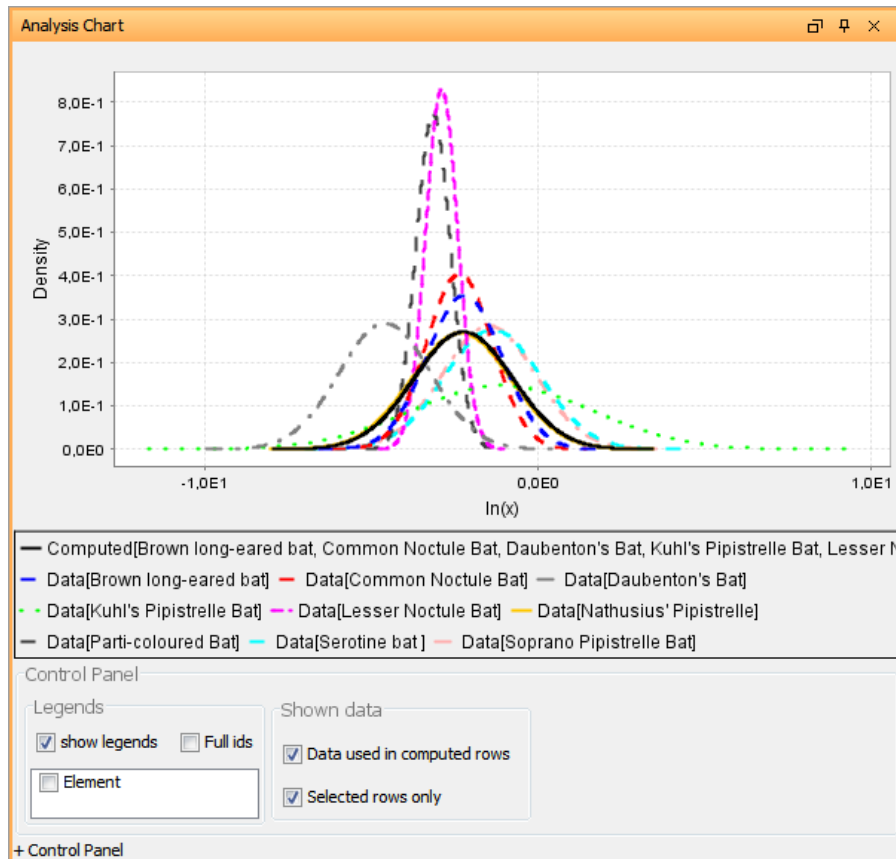 Analysis Chart
8,0E-1
7,0E-1
6,0E-1
5,0E-1
4,0E-1
3,0E-1
2,0E-1
1,0E-1
0,0E0
Density
-1,0E1 0,0E0 1,0E1
ln(x)
Computed[Brown long-eared bat, Common Noctule Bat, Daubenton's Bat, Kuhl's Pipistrelle Bat, Lesser N
Data[Brown long-eared bat] Data[Common Noctule Bat] Data[Daubenton's Bat]
Data[Kuhl's Pipistrelle Bat] Data[Lesser Noctule Bat] Data[Nathusius' Pipistrelle]
Data[Parti-coloured Bat] Data[Serotine bat ] Data[Soprano Pipistrelle Bat]
Control Panel
Legends
show legends Full ids
Element
Shown data
Data used in computed rows
Selected rows only
+ Control Panel